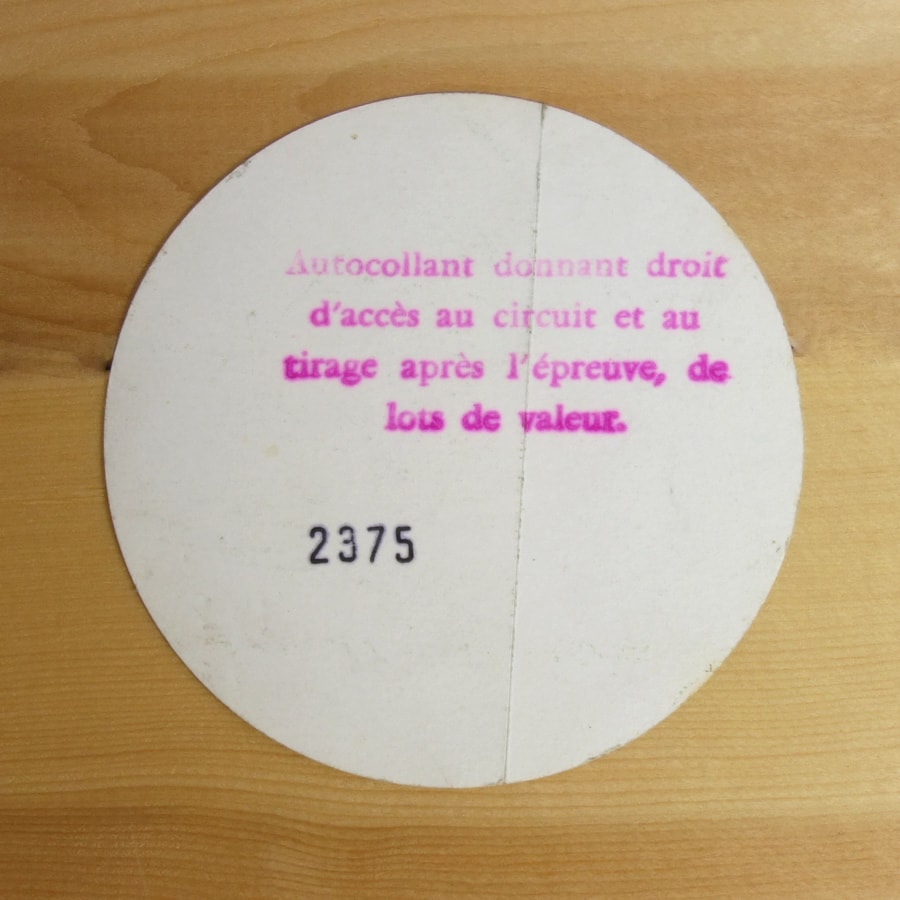 Autocollant donnant droit
d'accès au circuit et au
tirage après l'épreuve, de
lots de valeur.
2375